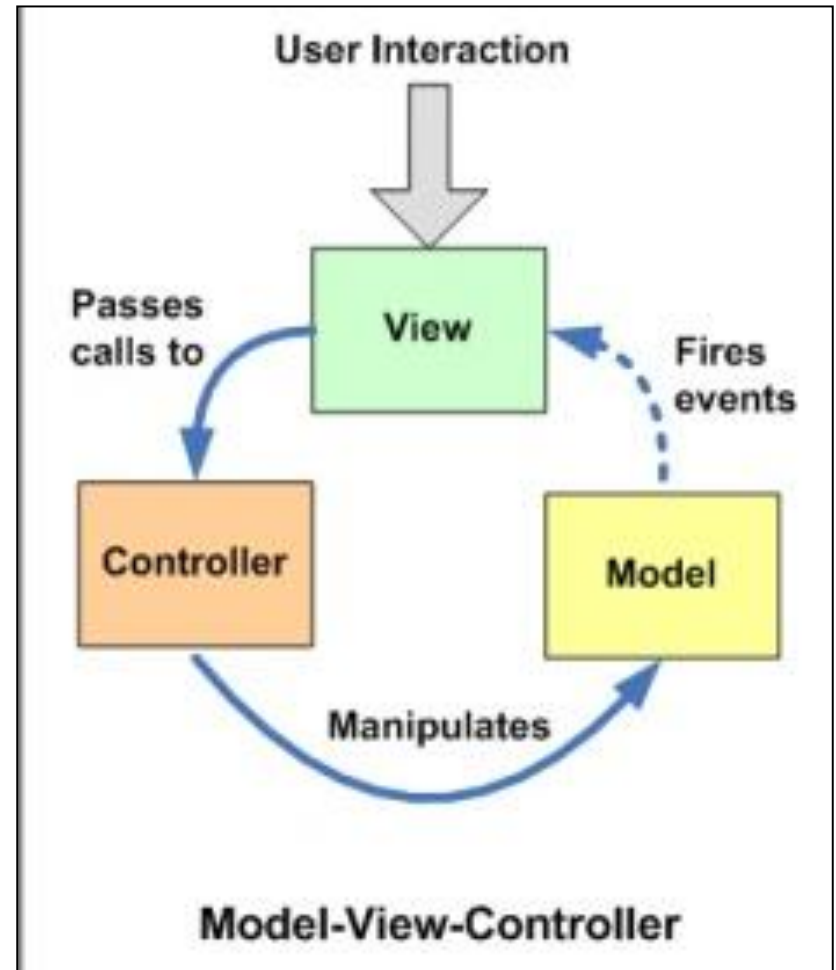 User Interaction
View
Passes
calls to
Fires
events
Controller
Model
Manipulates
Model-View-Controller